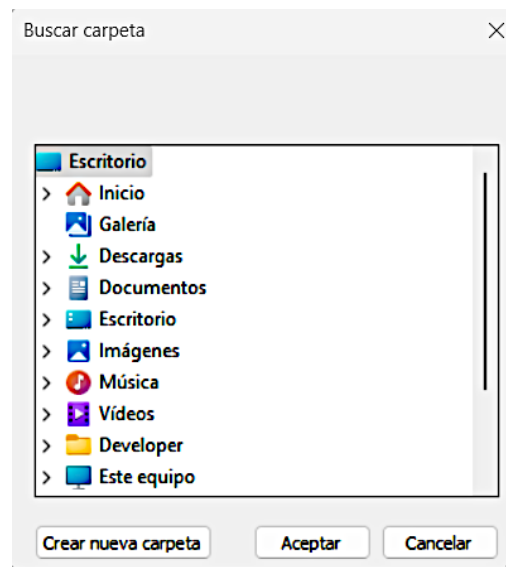 Buscar carpeta
Escritorio
Inicio
Galería
Descargas
Documentos
Escritorio
Imágenes
Música
Vídeos
Developer
Este equipo
Crear nueva carpeta Aceptar Cancelar